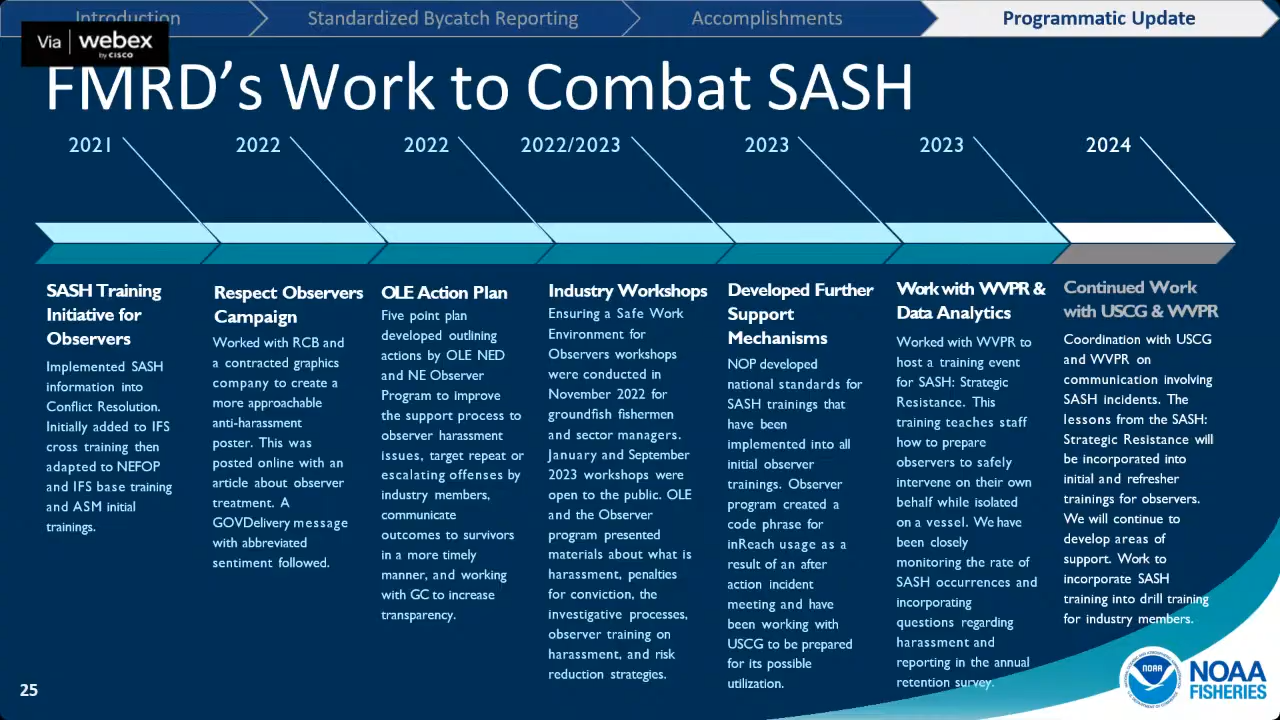 Introduction
Standardized Bycatch Reporting
Accomplishments
Programmatic Update
Via webex
by CISCO
FMRD's Work to Combat SASH
2021
2022
2022
2022/2023
2023
2023
2024
SASH Training
Initiative for
Observers
Implemented SASH
information into
Conflict Resolution.
Initially added to IFS
cross training then
adapted to NEFOP
and IFS base training
and ASM initial
trainings.
Respect Observers
Campaign
Worked with RCB and
a contracted graphics
company to create a
more approachable
anti-harassment
poster. This was
posted online with an
article about observer
treatment. A
GOVDelivery message
with abbreviated
sentiment followed.
OLE Action Plan
Five point plan
developed outlining
actions by OLE NED
and NE Observer
Program to improve
the support process to
observer harassment
issues, target repeat or
escalating offenses by
industry members,
communicate
outcomes to survivors
in a more timely
manner, and working
with GC to increase
transparency.
Industry Workshops
Ensuring a Safe Work
Environment for
Observers workshops
were conducted in
November 2022 for
groundfish fishermen
and sector managers.
January and September
2023 workshops were
open to the public. OLE
and the Observer
program presented
materials about what is
harassment, penalties
for conviction, the
investigative processes,
observer training on
harassment, and risk
reduction strategies.
Developed Further
Support
Mechanisms
NOP developed
national standards for
SASH trainings that
have been
implemented into all
initial observer
trainings. Observer
program created a
code phrase for
inReach usage as a
result of an after
action incident
meeting and have
been working with
USCG to be prepared
for its possible
utilization.
Work with WVPR &
Data Analytics
Worked with WVPR to
host a training event
for SASH: Strategic
Resistance. This
training teaches staff
how to prepare
observers to safely
intervene on their own
behalf while isolated
on a vessel. We have
been closely
monitoring the rate of
SASH occurrences and
incorporating
questions regarding
harassment and
reporting in the annual
retention survey.
Continued Work
with USCG & WVPR
Coordination with USCG
and WVPR on
communication involving
SASH incidents. The
lessons from the SASH:
Strategic Resistance will
be incorporated into
initial and refresher
trainings for observers.
We will continue to
develop areas of
support. Work to
incorporate SASH
training into drill training
for industry members.
25
NOAA
NOAA
FISHERIES